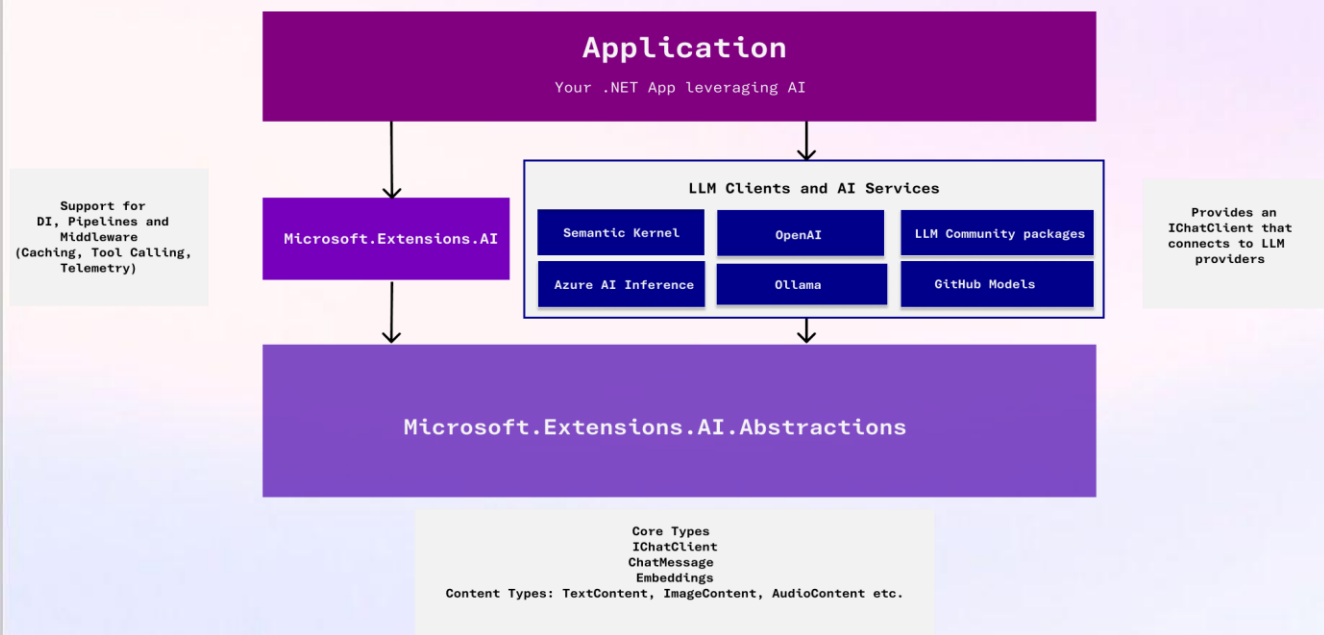 Application
Your .NET App leveraging AI
Support for
DI, Pipelines and
Middleware
(Caching, Tool Calling,
Telemetry)
Microsoft.Extensions.AI
LLM Clients and AI Services
Semantic Kernel
OpenAI
LLM Community packages
Azure AI Inference
Ollama
GitHub Models
Provides an
IChatClient that
connects to LLM
providers
Microsoft.Extensions.AI.Abstractions
Core Types
IChatClient
ChatMessage
Embeddings
Content Types: TextContent, ImageContent, AudioContent etc.